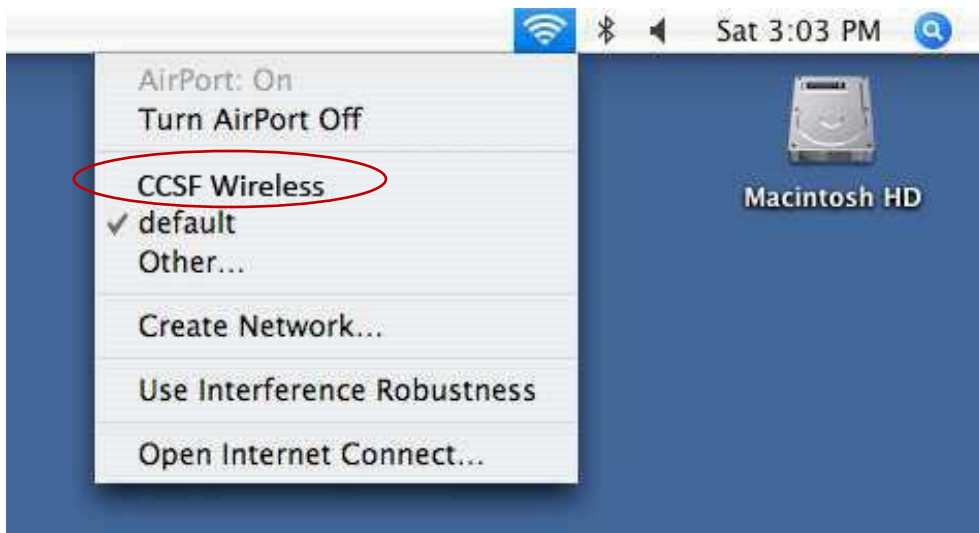 Sat 3:03 PM
AirPort: On
Turn AirPort Off
CCSF Wireless
✓ default
Other...
Create Network...
Use Interference Robustness
Open Internet Connect...
Macintosh HD